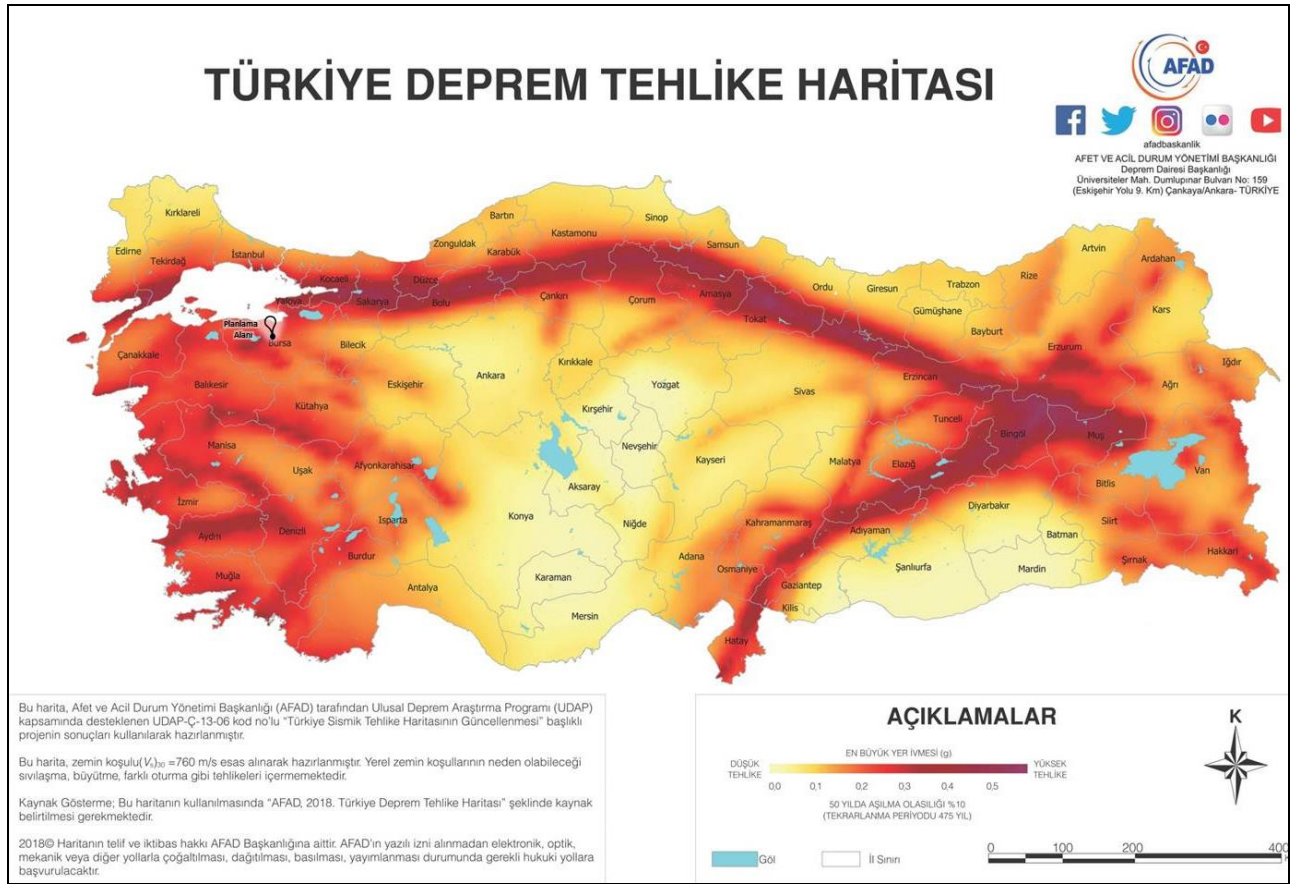 TÜRKİYE DEPREM TEHLİKE HARİTASI
AFAD
afadbaskanlik
AFET VE ACİL DURUM YÖNETİMİ BAŞKANLIĞI
Deprem Dairesi Başkanlığı
Üniversiteler Mah. Dumlupınar Bulvarı No: 159
(Eskişehir Yolu 9. Km) Çankaya/Ankara- TÜRKİYE
Kırklareli
Edirne
Tekirdağ
İstanbul
Kocaeli
Yalova
Sakarya
Düzce
Bolu
Zonguldak
Bartın
Karabük
Kastamonu
Sinop
Samsun
Çankırı
Çorum
Amasya
Tokat
Ordu
Giresun
Trabzon
Gümüşhane
Bayburt
Rize
Artvin
Ardahan
Kars
Iğdır
Ağrı
Erzurum
Erzincan
Planlama
Alanı
Bursa
Bilecik
Çanakkale
Balıkesir
Kütahya
Eskişehir
Ankara
Kırıkkale
Yozgat
Sivas
Kırşehir
Nevşehir
Kayseri
Tunceli
Bingöl
Muş
Elazığ
Malatya
Bitlis
Van
Manisa
Uşak
Afyonkarahisar
İzmir
Aydın
Denizli
Isparta
Burdur
Muğla
Antalya
Konya
Aksaray
Niğde
Karaman
Mersin
Adana
Osmaniye
Kahramanmaraş
Adıyaman
Gaziantep
Kilis
Hatay
Şanlıurfa
Diyarbakır
Batman
Mardin
Siirt
Şırnak
Hakkari
Bu harita, Afet ve Acil Durum Yönetimi Başkanlığı (AFAD) tarafından Ulusal Deprem Araştırma Programı (UDAP)
kapsamında desteklenen UDAP-Ç-13-06 kod no'lu "Türkiye Sismik Tehlike Haritasının Güncellenmesi" başlıklı
projenin sonuçları kullanılarak hazırlanmıştır.
Bu harita, zemin koşulu(Vₛ)₃₀ =760 m/s esas alınarak hazırlanmıştır. Yerel zemin koşullarının neden olabileceği
sıvılaşma, büyütme, farklı oturma gibi tehlikeleri içermemektedir.
Kaynak Gösterme; Bu haritanın kullanılmasında "AFAD, 2018. Türkiye Deprem Tehlike Haritası" şeklinde kaynak
belirtilmesi gerekmektedir.
2018© Haritanın telif ve iktibas hakkı AFAD Başkanlığına aittir. AFAD'ın yazılı izni alınmadan elektronik, optik,
mekanik veya diğer yollarla çoğaltılması, dağıtılması, basılması, yayımlanması durumunda gerekli hukuki yollara
başvurulacaktır.
AÇIKLAMALAR
K
EN BÜYÜK YER İVMESİ (g)
DÜŞÜK
TEHLİKE
YÜKSEK
TEHLİKE
0,0 0,1 0,2 0,3 0,4 0,5
50 YILDA AŞILMA OLASILIĞI %10
(TEKRARLANMA PERİYODU 475 YIL)
Göl
İl Sınırı
0 100 200 400